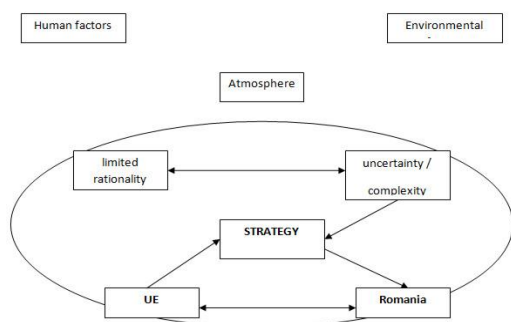 Human factors
Environmental
Atmosphere
limited
rationality
uncertainty /
complexity
STRATEGY
UE
Romania